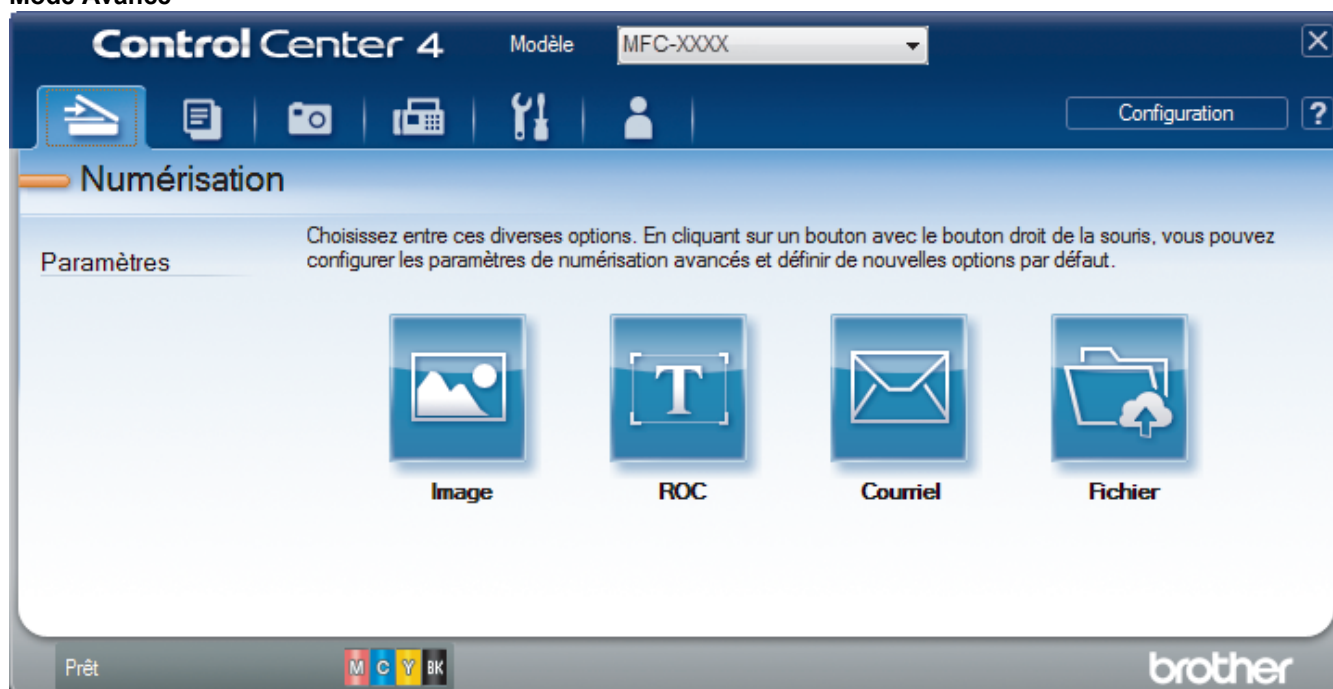 Mode Avancé
Control Center 4
Modèle
MFC-XXXX
Configuration
?
Numérisation
Paramètres
Choisissez entre ces diverses options. En cliquant sur un bouton avec le bouton droit de la souris, vous pouvez
configurer les paramètres de numérisation avancés et définir de nouvelles options par défaut.
T
Image
ROC
Courriel
Fichier
Prêt
M C Y BK
brother